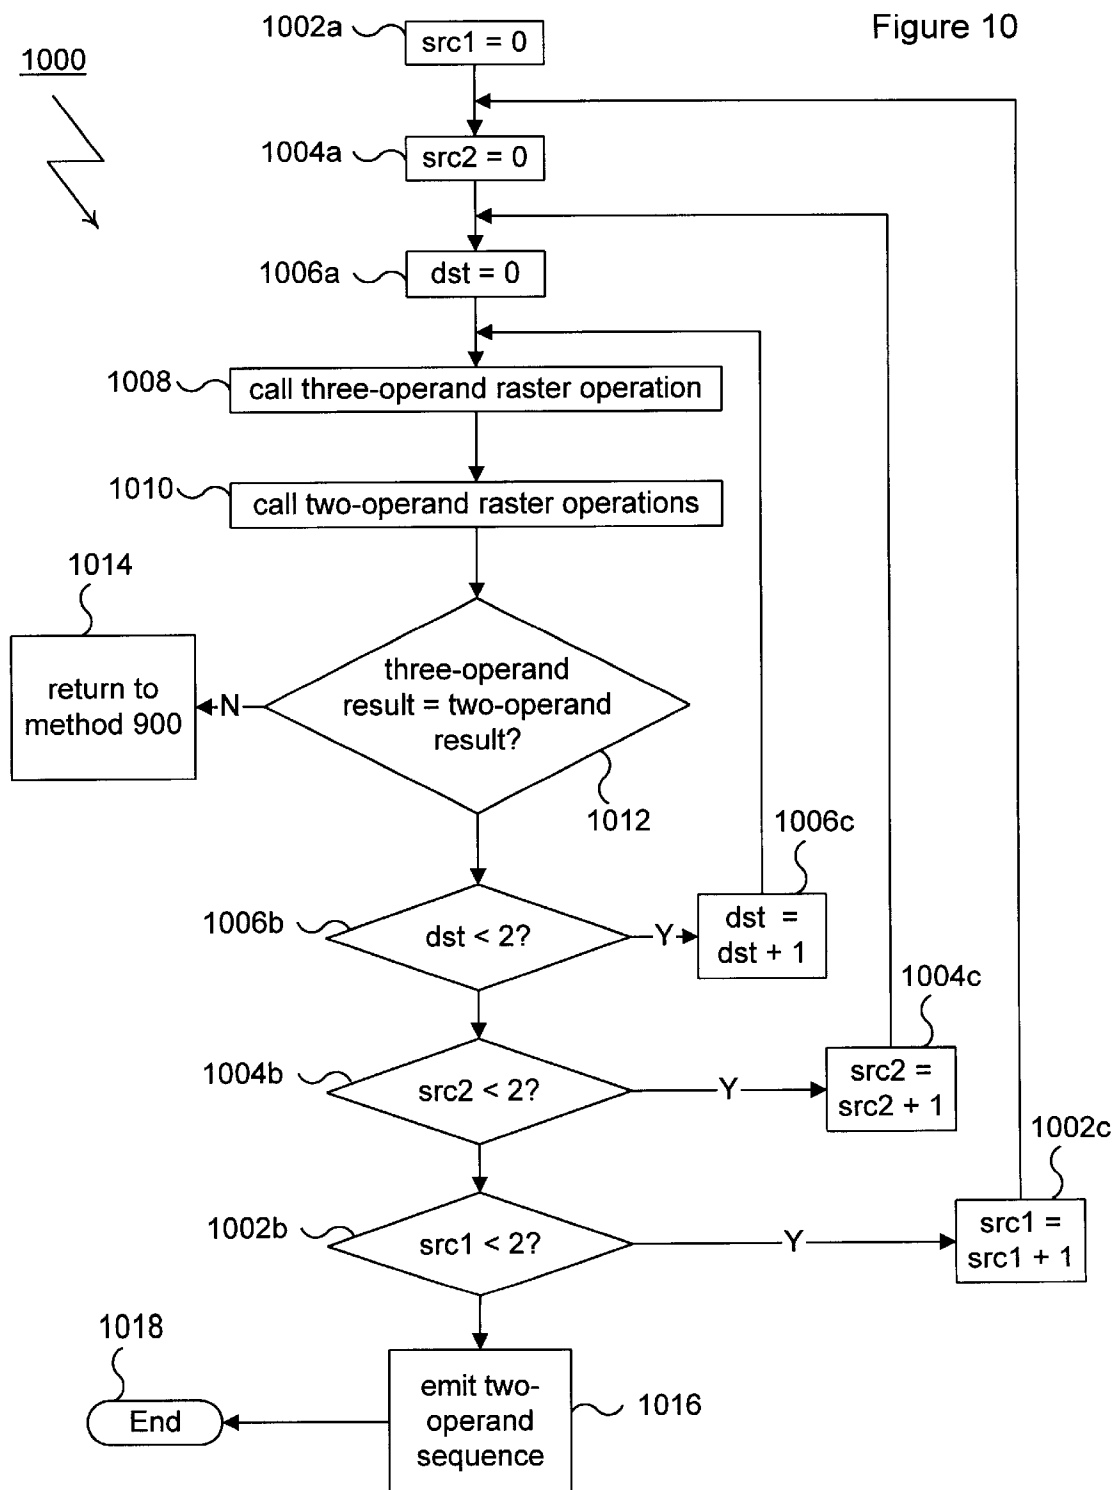 Figure 10
1000
1002a
src1 = 0
1004a
src2 = 0
1006a
dst = 0
1008
call three-operand raster operation
1010
call two-operand raster operations
1014
return to
method 900
N
three-operand
result = two-operand
result?
1012
1006b
dst < 2?
Y
1006c
dst =
dst + 1
1004b
src2 < 2?
Y
1004c
src2 =
src2 + 1
1002b
src1 < 2?
Y
1002c
src1 =
src1 + 1
1018
End
emit two-
operand
sequence
1016